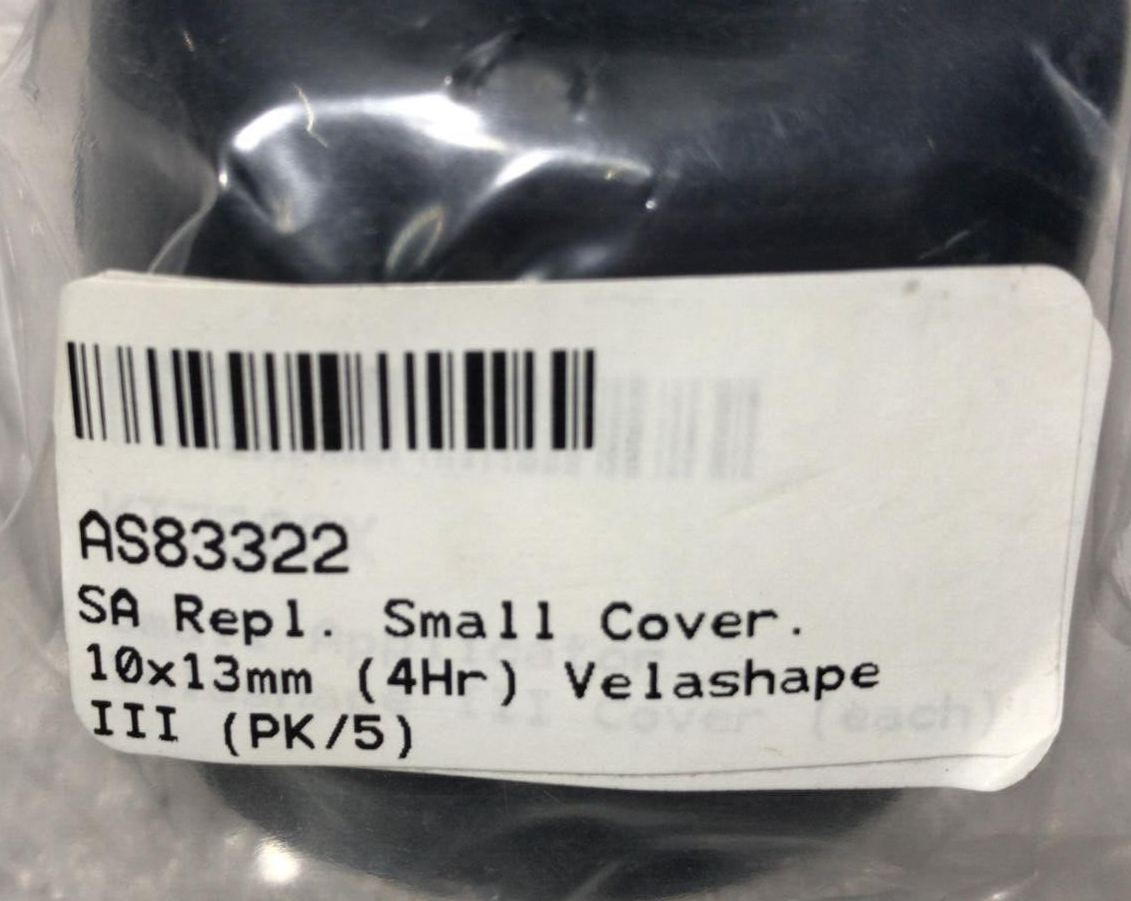 AS83322
SA Repl. Small Cover.
10x13mm (4Hr) Velashape
III (PK/5)